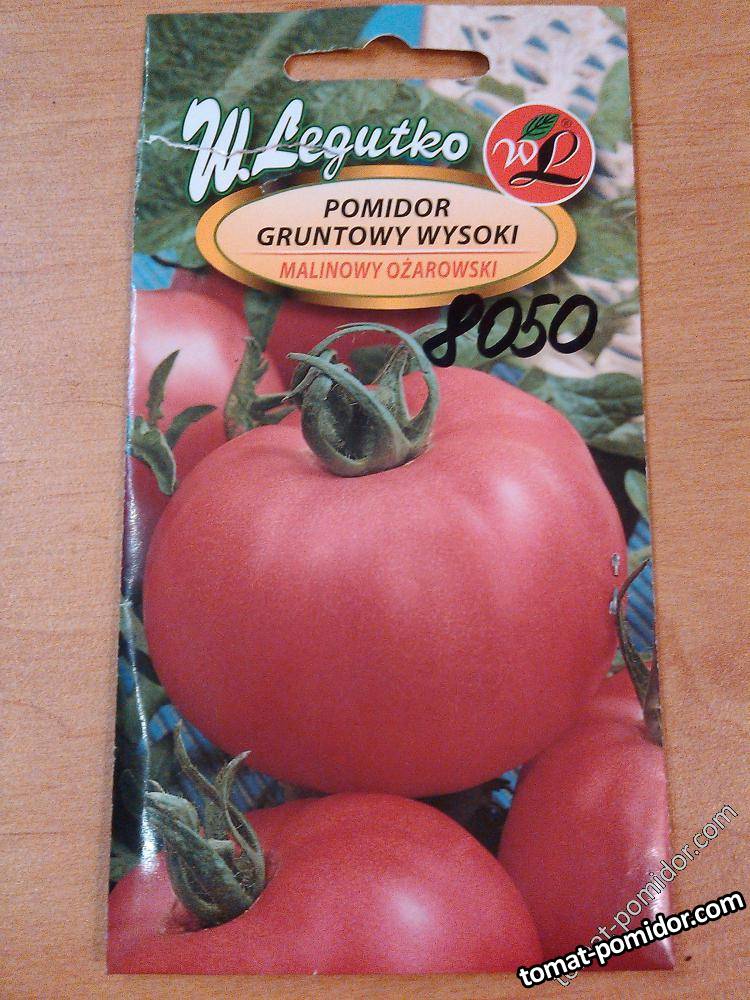 W. Legutko
WL®
POMIDOR
GRUNTOWY WYSOKI
MALINOWY OŻAROWSKI
8050
tomat-pomidor.com
tomat-pomidor.com